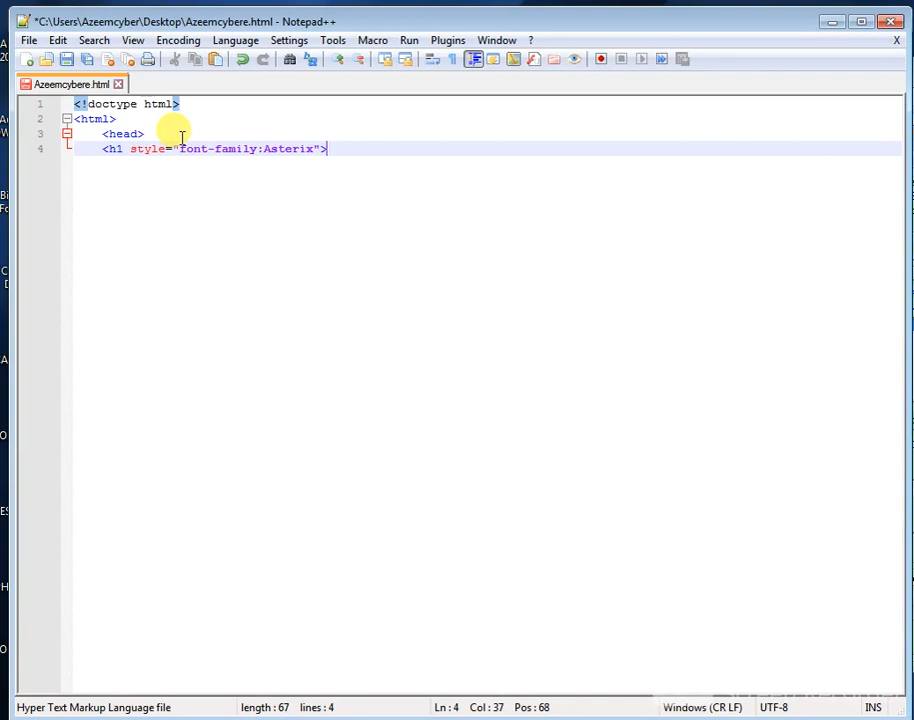 *C:\Users\Azeemcyber\Desktop\Azeemcybere.html - Notepad++
File Edit Search View Encoding Language Settings Tools Macro Run Plugins Window ? X
Azeemcybere.html
1 <!doctype html>
2 <html>
3 <head>
4 <h1 style="font-family:Asterix">
Hyper Text Markup Language file length:67 lines:4 Ln:4 Col:37 Pos:68 Windows (CR LF) UTF-8 INS